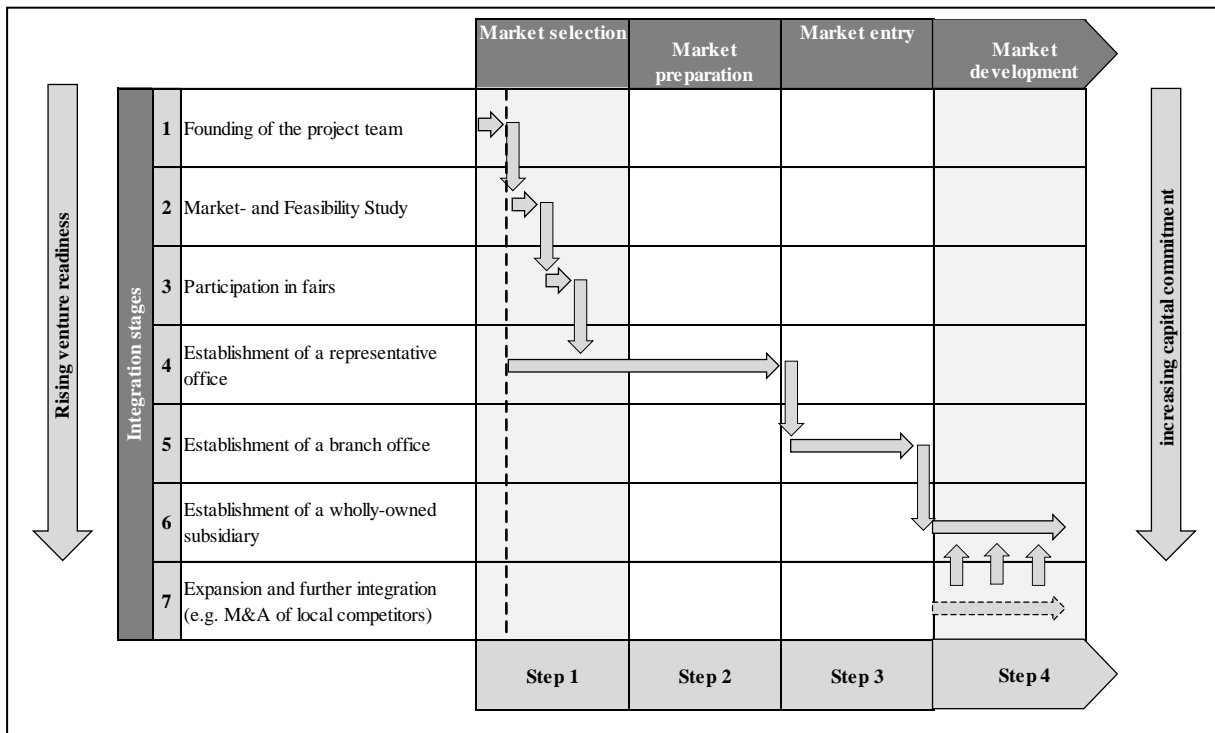 Market selection
Market
preparation
Market entry
Market
development
Rising venture readiness
Integration stages
1 Founding of the project team
2 Market- and Feasibility Study
3 Participation in fairs
4 Establishment of a representative
office
5 Establishment of a branch office
6 Establishment of a wholly-owned
subsidiary
7 Expansion and further integration
(e.g. M&A of local competitors)
increasing capital commitment
Step 1
Step 2
Step 3
Step 4